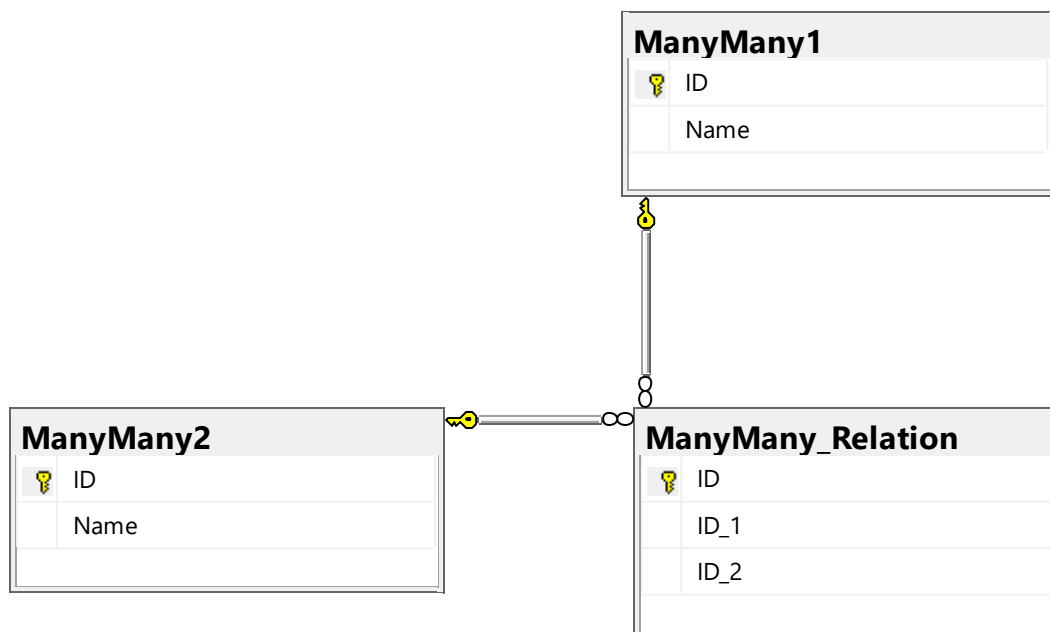 ManyMany1
ID
Name
ManyMany2
ID
Name
ManyMany_Relation
ID
ID_1
ID_2